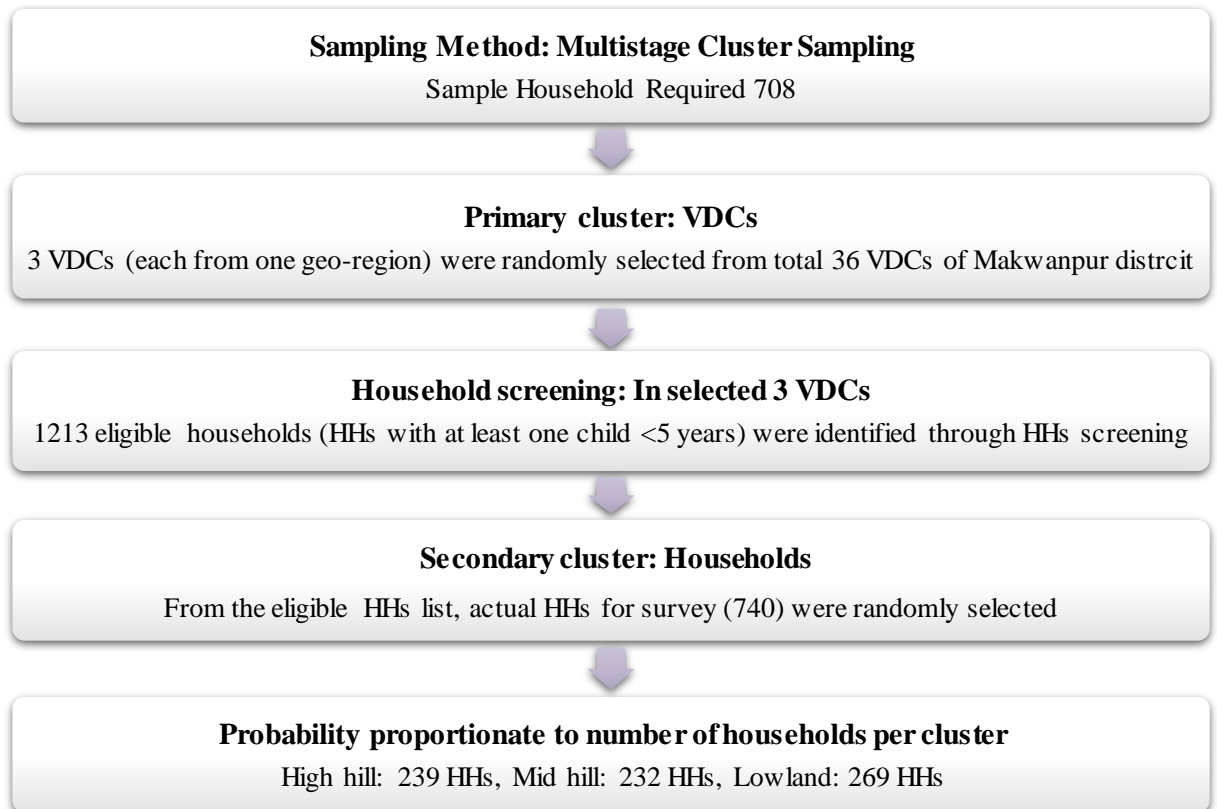 Sampling Method: Multistage Cluster Sampling
Sample Household Required 708
Primary cluster: VDCs
3 VDCs (each from one geo-region) were randomly selected from total 36 VDCs of Makwanpur distrcit
Household screening: In selected 3 VDCs
1213 eligible households (HHs with at least one child <5 years) were identified through HHs screening
Secondary cluster: Households
From the eligible HHs list, actual HHs for survey (740) were randomly selected
Probability proportionate to number of households per cluster
High hill: 239 HHs, Mid hill: 232 HHs, Lowland: 269 HHs